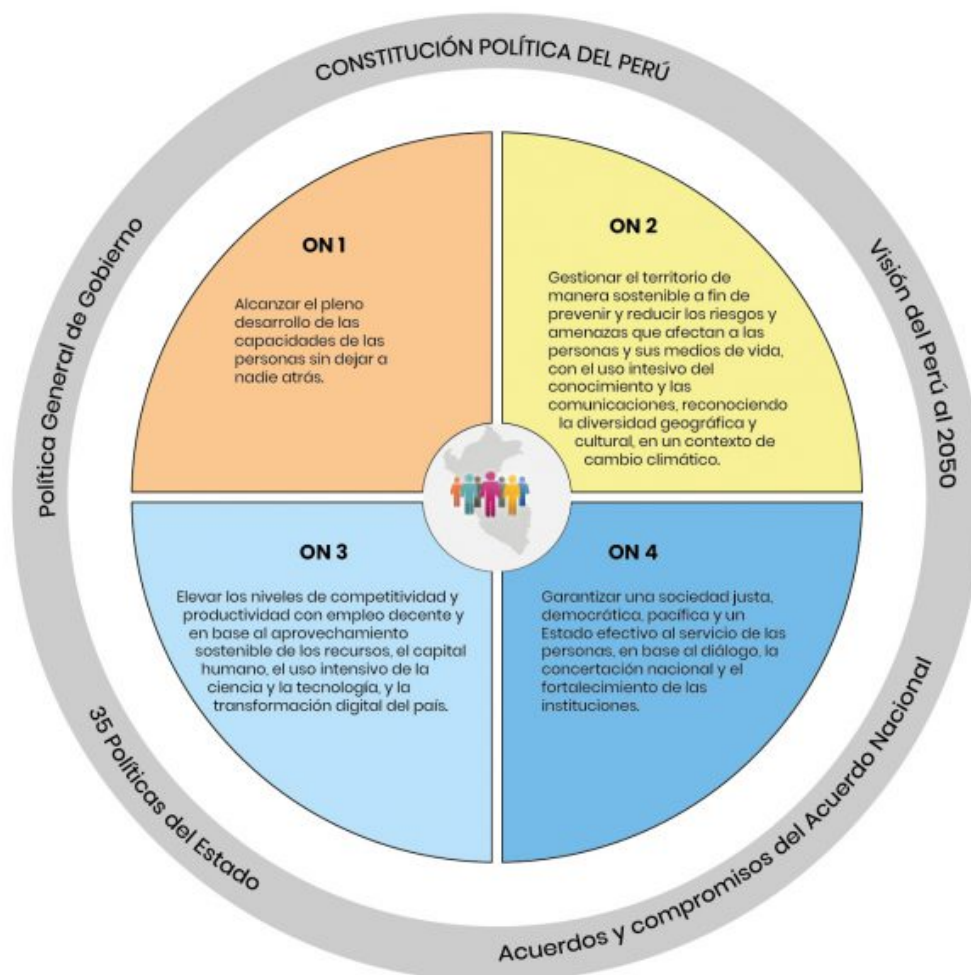 CONSTITUCIÓN POLÍTICA DEL PERÚ
Política General de Gobierno
Visión del Perú al 2050
ON 1
Alcanzar el pleno
desarrollo de las
capacidades de las
personas sin dejar a
nadie atrás.
ON 2
Gestionar el territorio de
manera sostenible a fin de
prevenir y reducir los riesgos y
amenazas que afectan a las
personas y sus medios de vida,
con el uso intesivo del
conocimiento y las
comunicaciones, reconociendo
la diversidad geográfica y
cultural, en un contexto de
cambio climático.
ON 3
Elevar los niveles de competitividad y
productividad con empleo decente y
en base al aprovechamiento
sostenible de los recursos, el capital
humano, el uso intensivo de la
ciencia y la tecnología, y la
transformación digital del país.
ON 4
Garantizar una sociedad justa,
democrática, pacífica y un
Estado efectivo al servicio de las
personas, en base al diálogo, la
concertación nacional y el
fortalecimiento de las
instituciones.
35 Políticas del Estado
Acuerdos y compromisos del Acuerdo Nacional